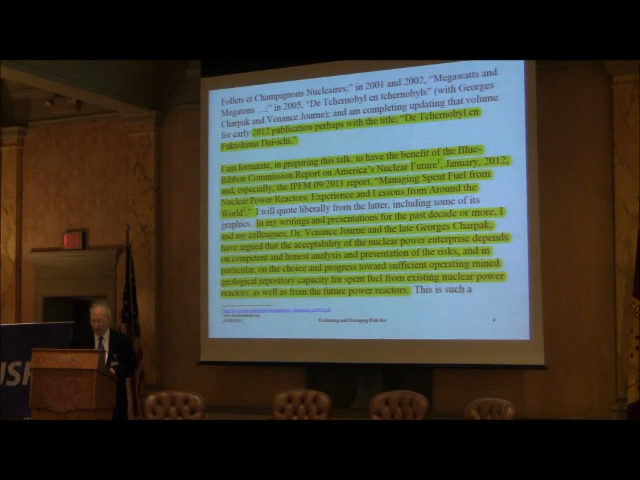 Follets et Champignons Nucleaires;" in 2001 and 2002, "Megawatts and
Megatons ...;" in 2005, "De Tchernobyl en tchernobyls" (with Georges
Charpak and Venance Journe); and am completing updating that volume
for early 2012 publication perhaps with the title, "De Tchernobyl en
Fukushima Dai-ichi."
I am fortunate, in preparing this talk, to have the benefit of the Blue-
Ribbon Commission Report on America's Nuclear Future¹, January, 2012,
and, especially, the IPFM 09/2011 report, "Managing Spent Fuel from
Nuclear Power Reactors: Experience and Lessons from Around the
World". I will quote liberally from the latter, including some of its
graphics. In my writings and presentations for the past decade or more, I
and my colleagues, Dr. Venance Journe and the late Georges Charpak,
have argued that the acceptability of the nuclear power enterprise depends
on competent and honest analysis and presentation of the risks, and in
particular, on the choice and progress toward sufficient operating mined
geological repository capacity for spent fuel from existing nuclear power
reactors as well as from the future power reactors. This is such a
Evaluating and Managing Risk